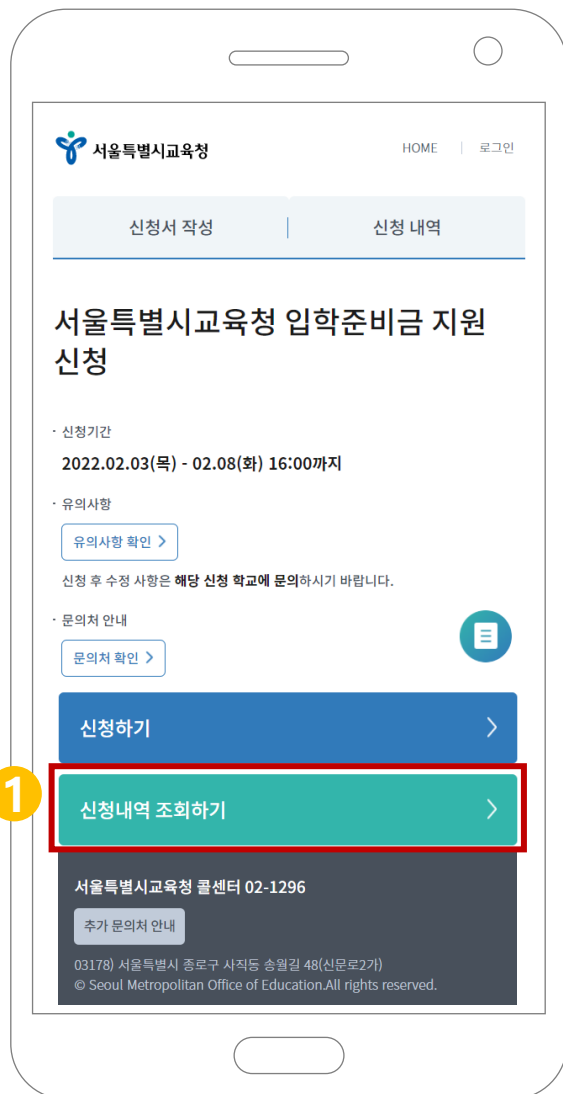 서울특별시교육청
HOME | 로그인
신청서 작성 | 신청 내역
서울특별시교육청 입학준비금 지원
신청
· 신청기간
2022.02.03(목) - 02.08(화) 16:00까지
· 유의사항
유의사항 확인 >
신청 후 수정 사항은 해당 신청 학교에 문의하시기 바랍니다.
· 문의처 안내
문의처 확인 >
신청하기 >
1
신청내역 조회하기 >
서울특별시교육청 콜센터 02-1296
추가 문의처 안내
03178) 서울특별시 종로구 사직동 송월길 48(신문로2가)
© Seoul Metropolitan Office of Education.All rights reserved.